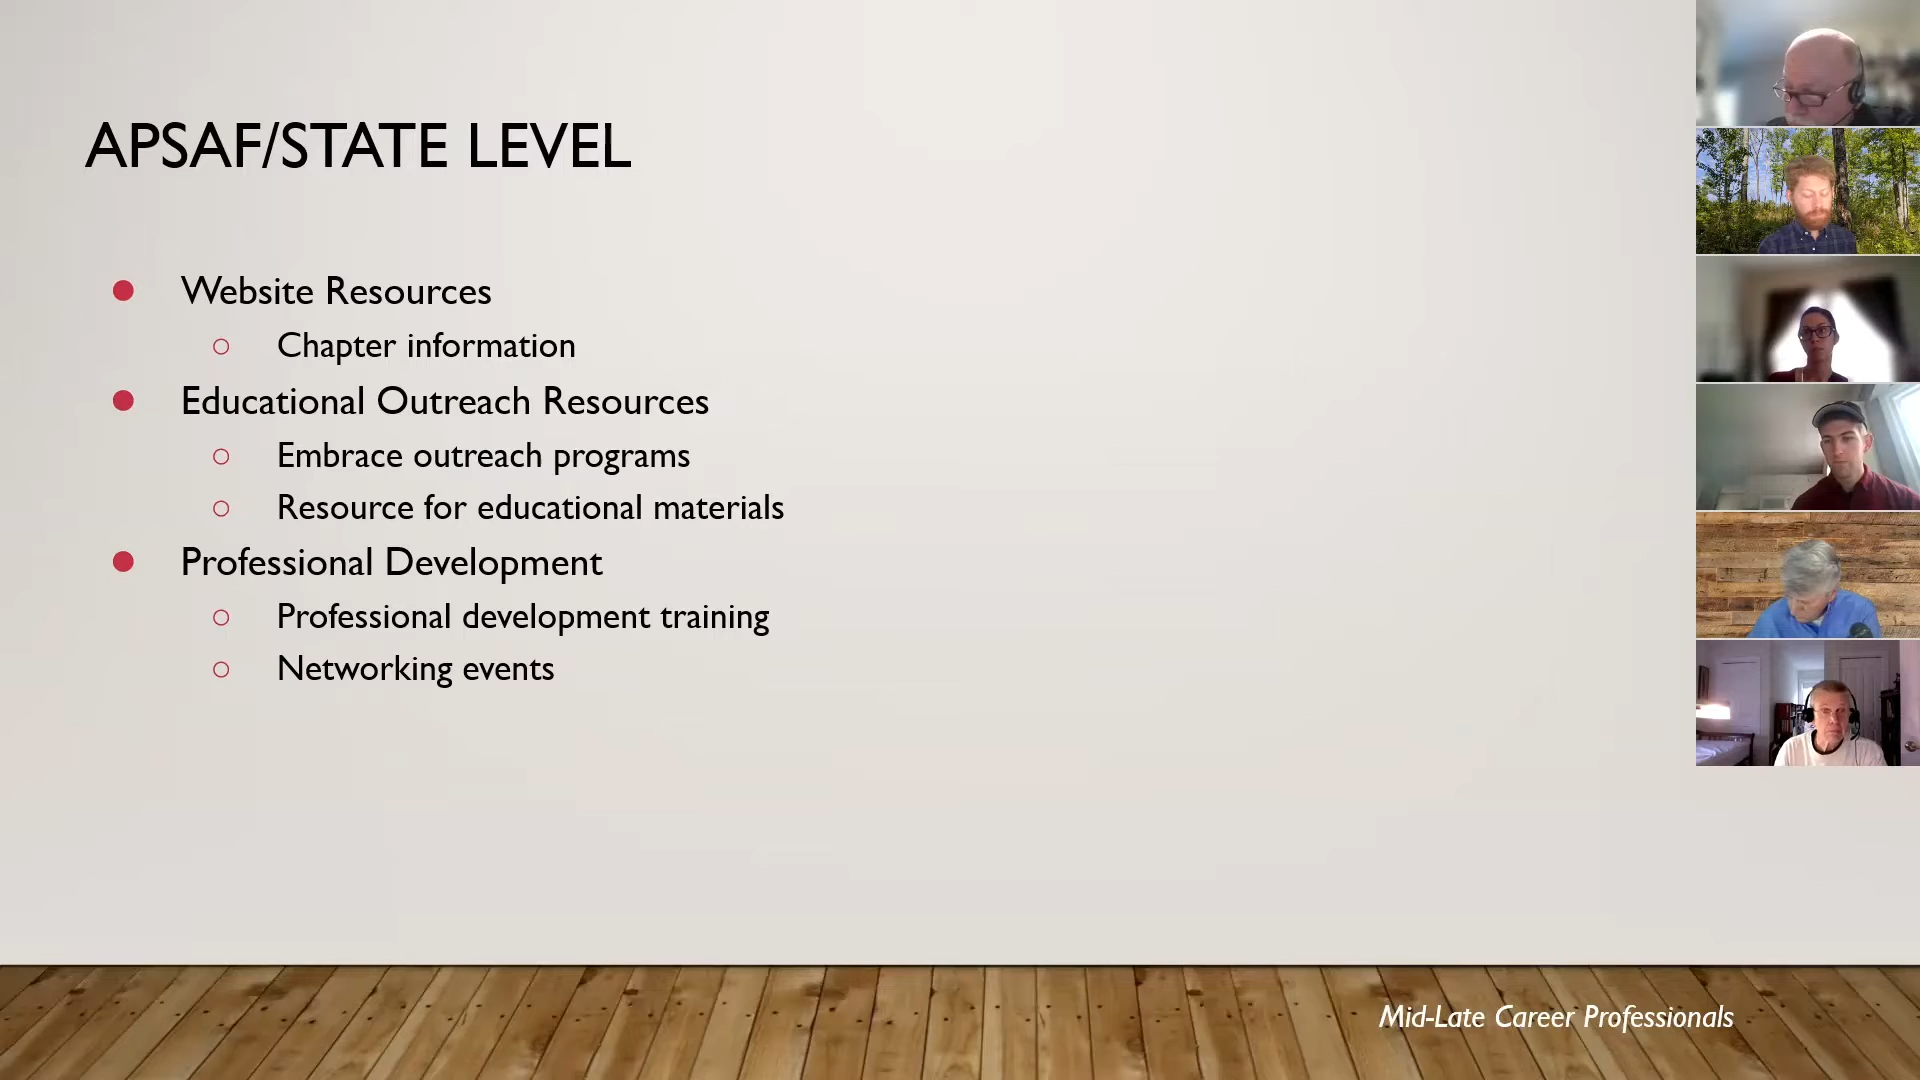 APSAF/STATE LEVEL
Website Resources
Chapter information
Educational Outreach Resources
Embrace outreach programs
Resource for educational materials
Professional Development
Professional development training
Networking events
Mid-Late Career Professionals